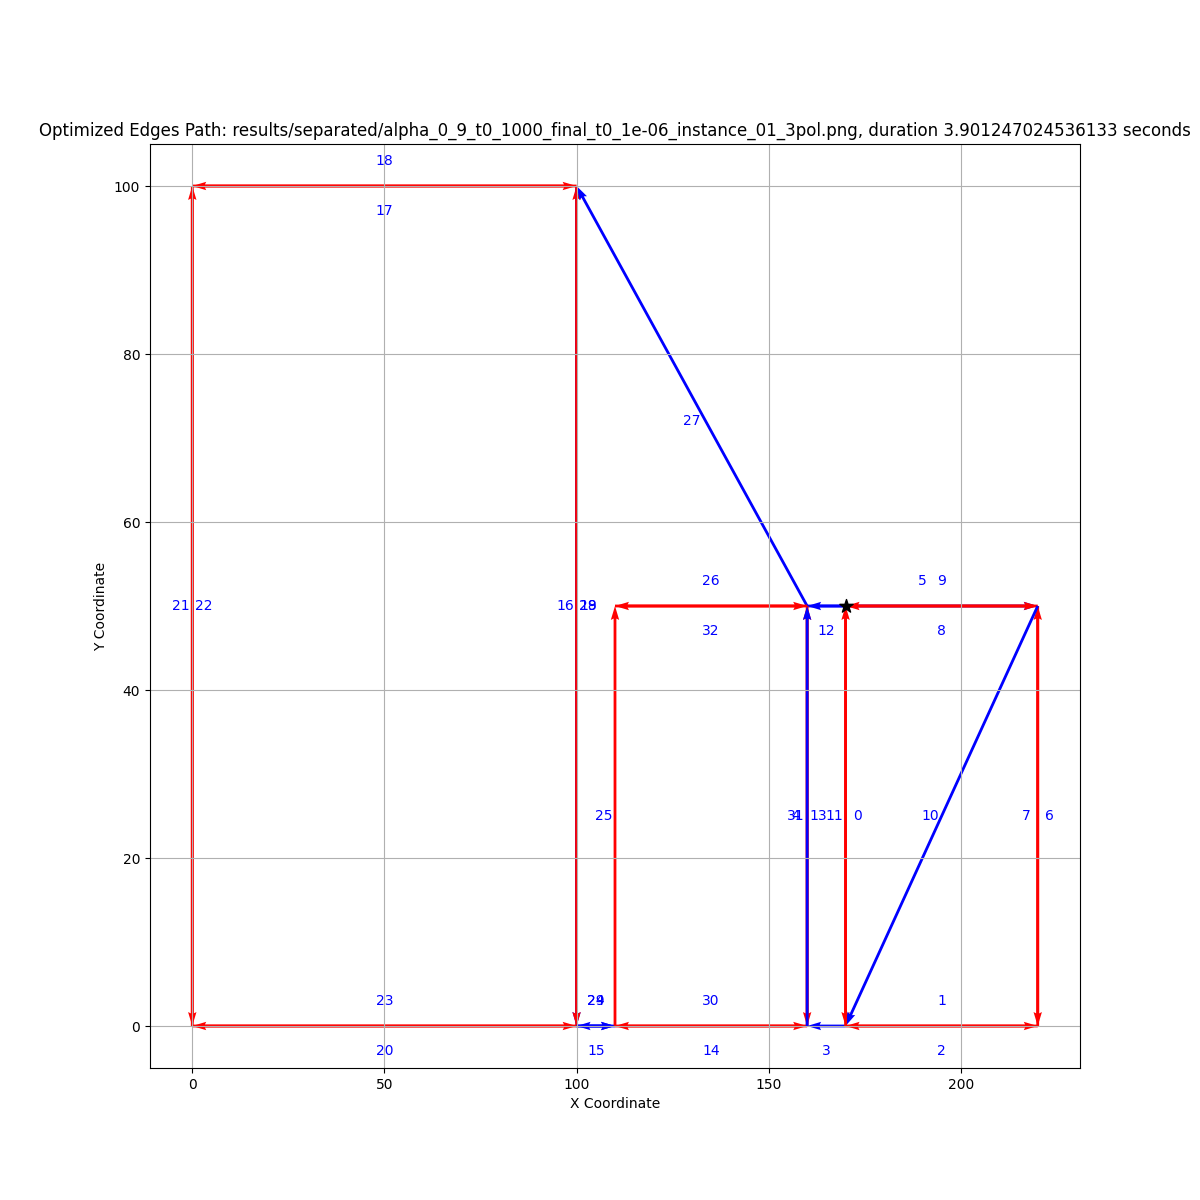 Optimized Edges Path: results/separated/alpha_0_9_t0_1000_final_t0_1e-06_instance_01_3pol.png, duration 3.901247024536133 seconds
18
100
17
80
27
60
26 5 9
21 22 16
32 12 8
Y Coordinate
40
25 13 11 0 10 7 6
20
23 30 1
0
20 15 14 3 2
0 50 100 150 200
X Coordinate